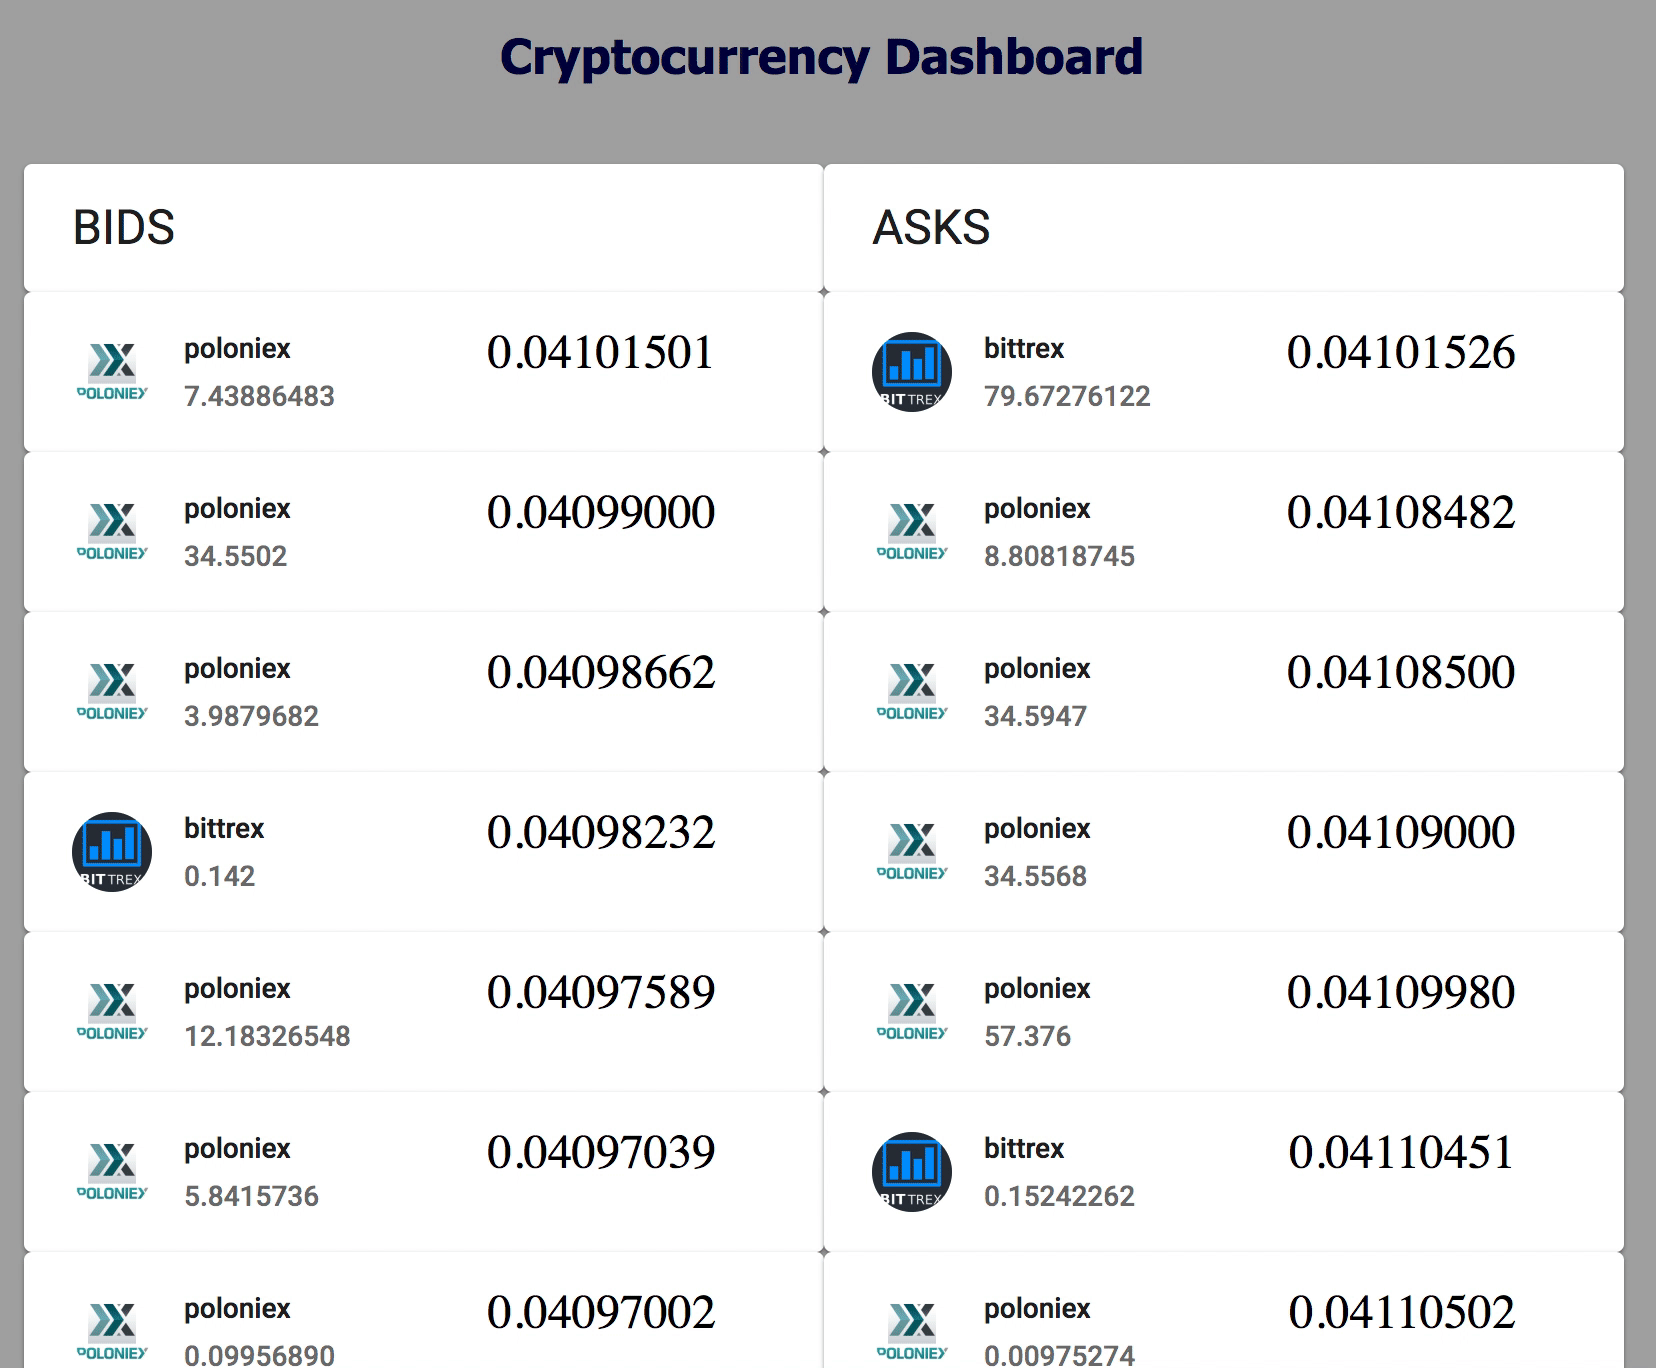 Cryptocurrency Dashboard
BIDS
POLONIEX
poloniex
0.04101501
7.43886483
POLONIEX
poloniex
0.04099000
34.5502
POLONIEX
poloniex
0.04098662
3.9879682
BITTREX
bittrex
0.04098232
0.142
POLONIEX
poloniex
0.04097589
12.18326548
POLONIEX
poloniex
0.04097039
5.8415736
POLONIEX
poloniex
0.04097002
0.09956890
ASKS
BITTREX
bittrex
0.04101526
79.67276122
POLONIEX
poloniex
0.04108482
8.80818745
POLONIEX
poloniex
0.04108500
34.5947
POLONIEX
poloniex
0.04109000
34.5568
POLONIEX
poloniex
0.04109980
57.376
BITTREX
bittrex
0.04110451
0.15242262
POLONIEX
poloniex
0.04110502
0.00975274